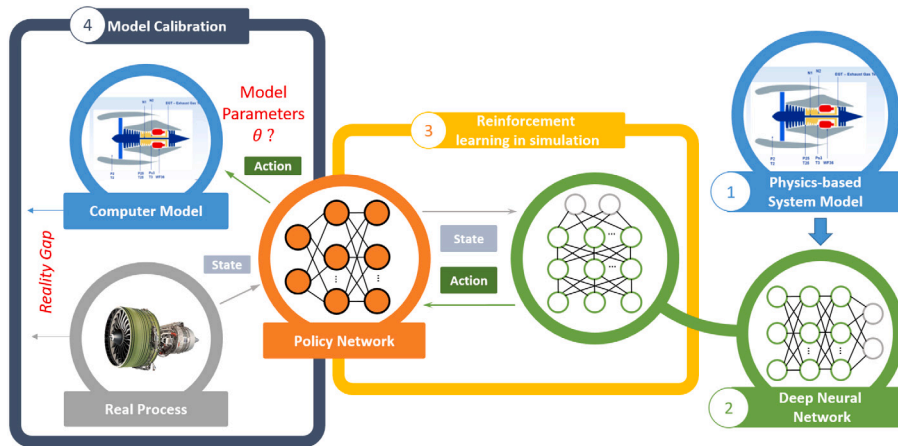 4
Model Calibration
Model
Parameters
θ ?
Action
Computer Model
Reality Gap
State
Real Process
Policy Network
3
Reinforcement
learning in simulation
State
Action
1
Physics-based
System Model
2
Deep Neural
Network